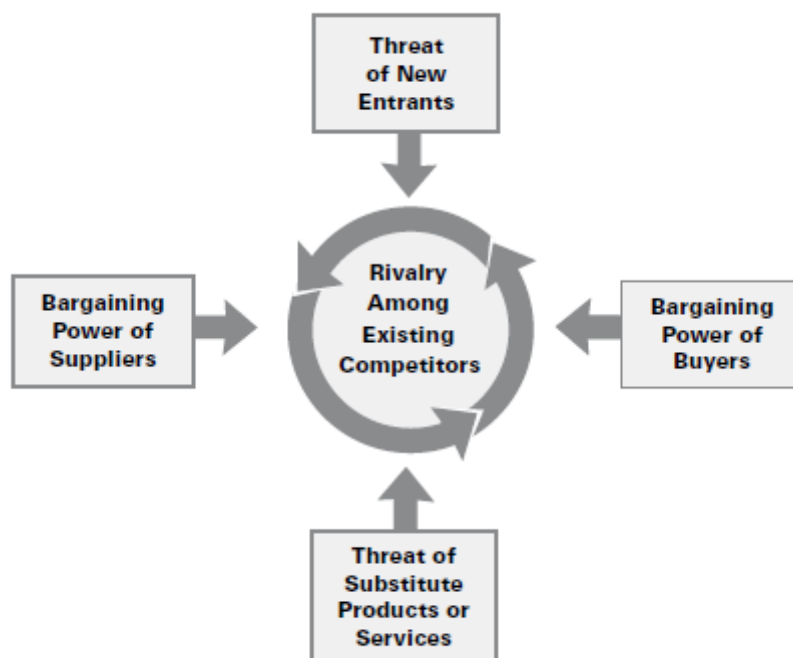 Threat
of New
Entrants
Rivalry
Among
Existing
Competitors
Bargaining
Power of
Suppliers
Bargaining
Power of
Buyers
Threat of
Substitute
Products or
Services